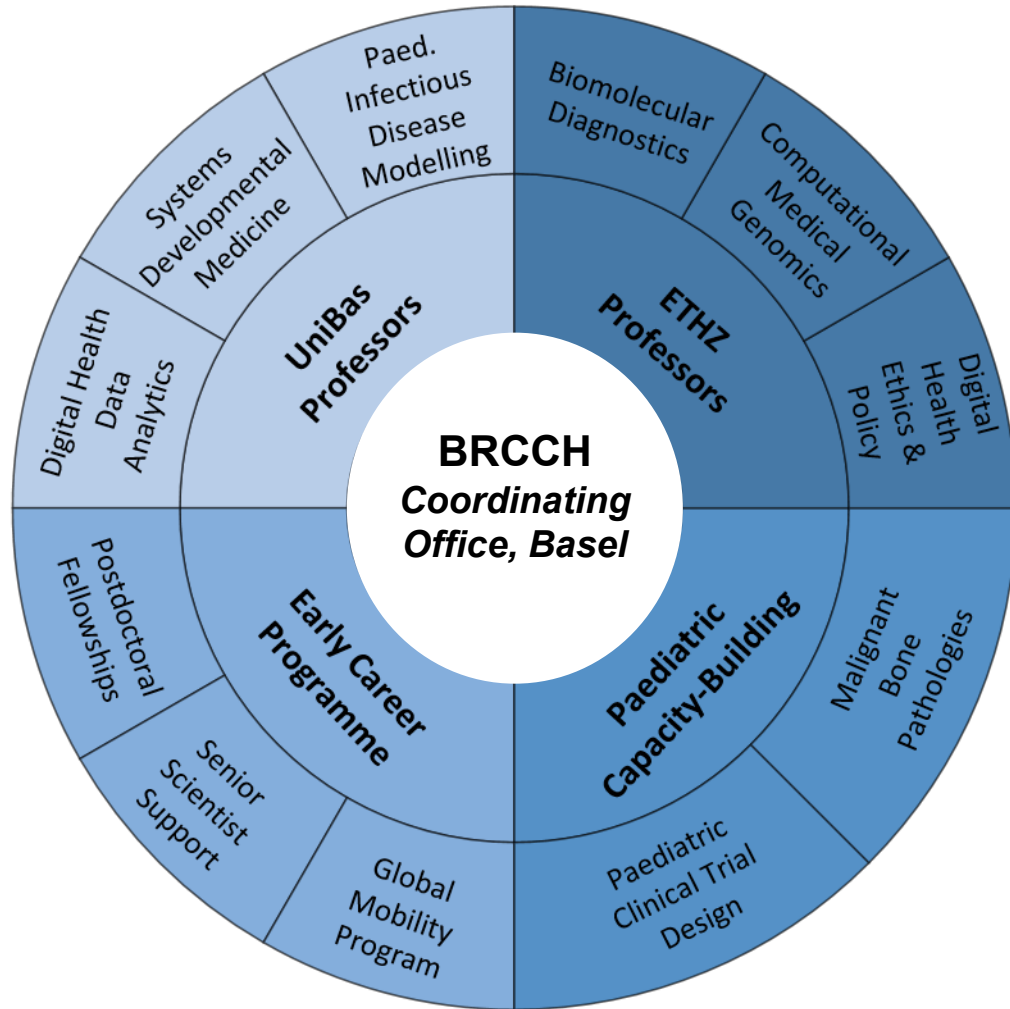 BRCCH
Coordinating
Office, Basel
UniBas
Professors
Digital Health
Data
Analytics
Systems
Developmental
Medicine
Paed.
Infectious
Disease
Modelling
ETHZ
Professors
Biomolecular
Diagnostics
Computational
Medical
Genomics
Digital
Health
Ethics &
Policy
Paediatric
Capacity-Building
Malignant
Bone
Pathologies
Paediatric
Clinical Trial
Design
Early Career
Programme
Global
Mobility
Program
Senior
Scientist
Support
Postdoctoral
Fellowships